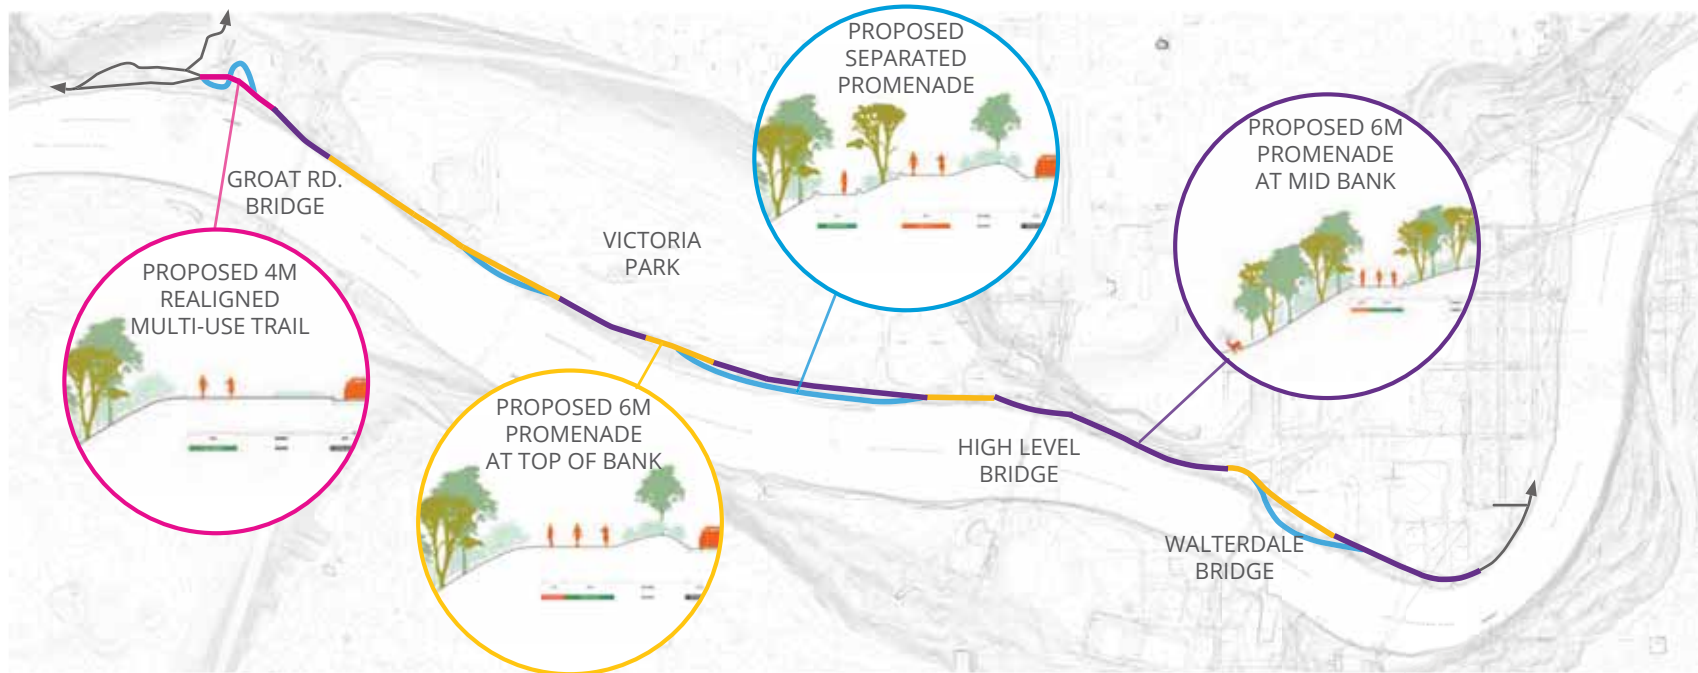 PROPOSED
SEPARATED
PROMENADE
PROPOSED 6M
PROMENADE
AT MID BANK
GROAT RD.
BRIDGE
VICTORIA
PARK
PROPOSED 4M
REALIGNED
MULTI-USE TRAIL
PROPOSED 6M
PROMENADE
AT TOP OF BANK
HIGH LEVEL
BRIDGE
WALTERDALE
BRIDGE